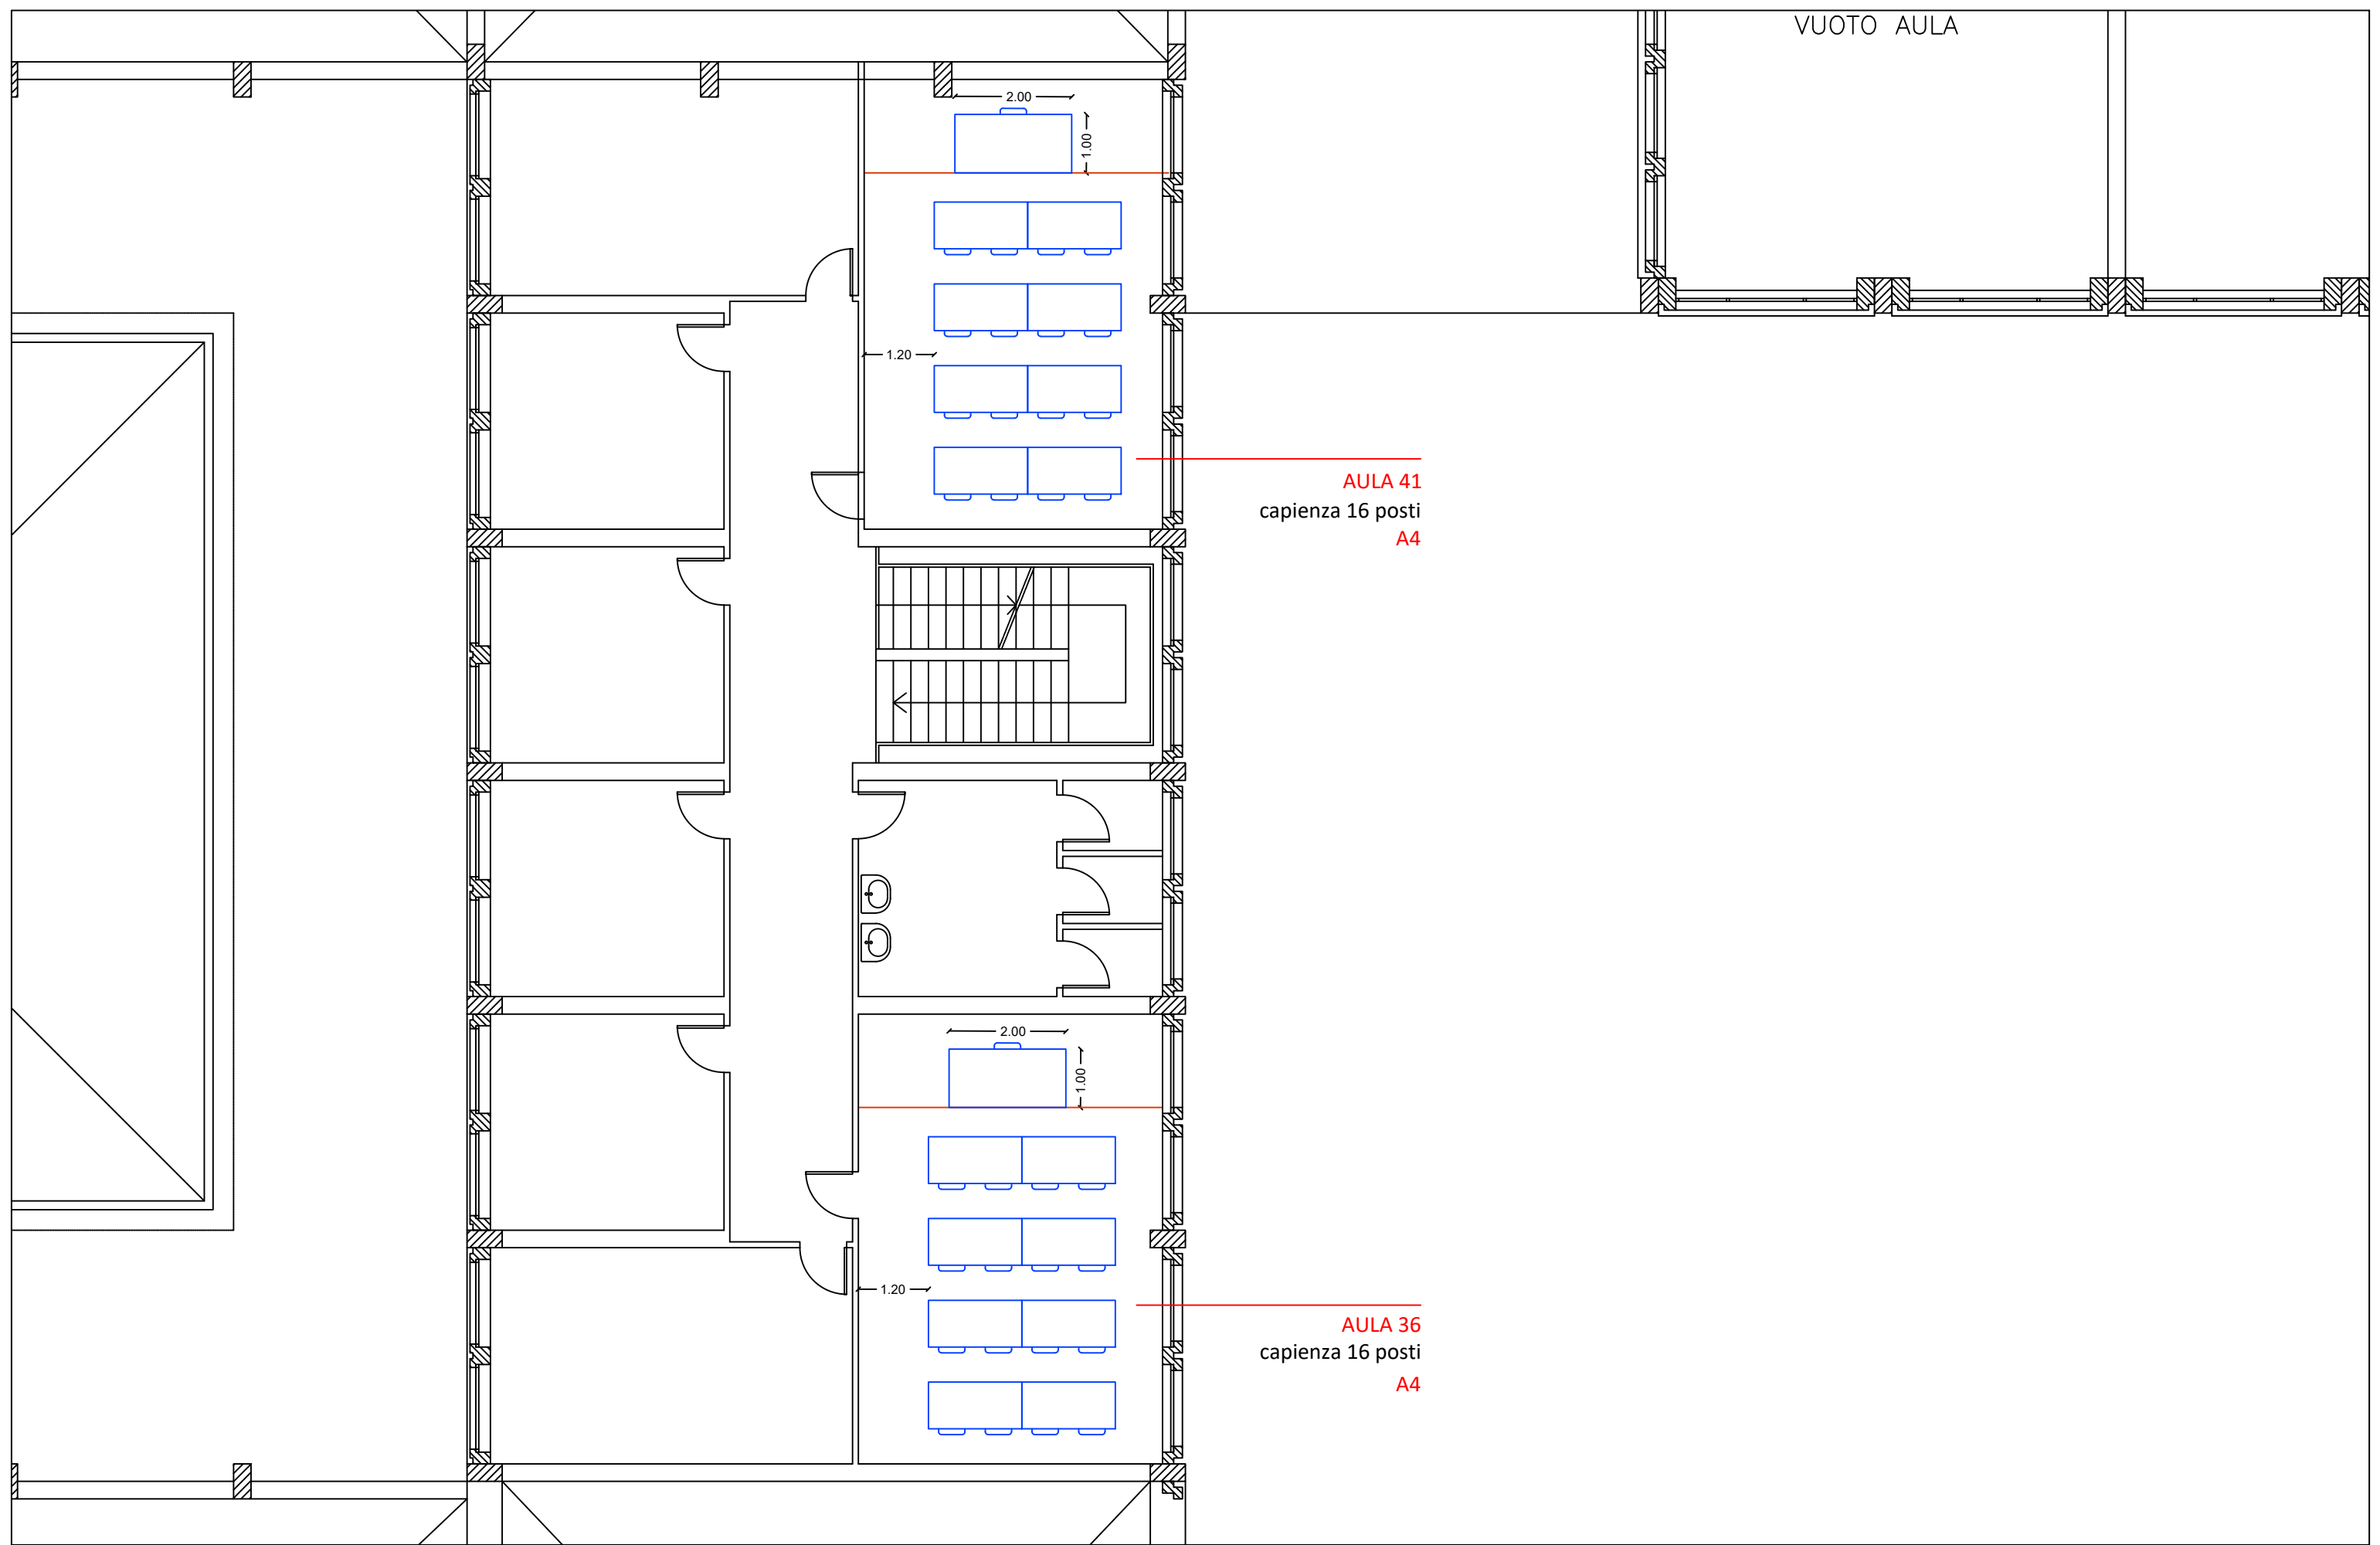 VUOTO AULA
2.00
1.00
1.20
AULA 41
capienza 16 posti
A4
2.00
1.00
1.20
AULA 36
capienza 16 posti
A4